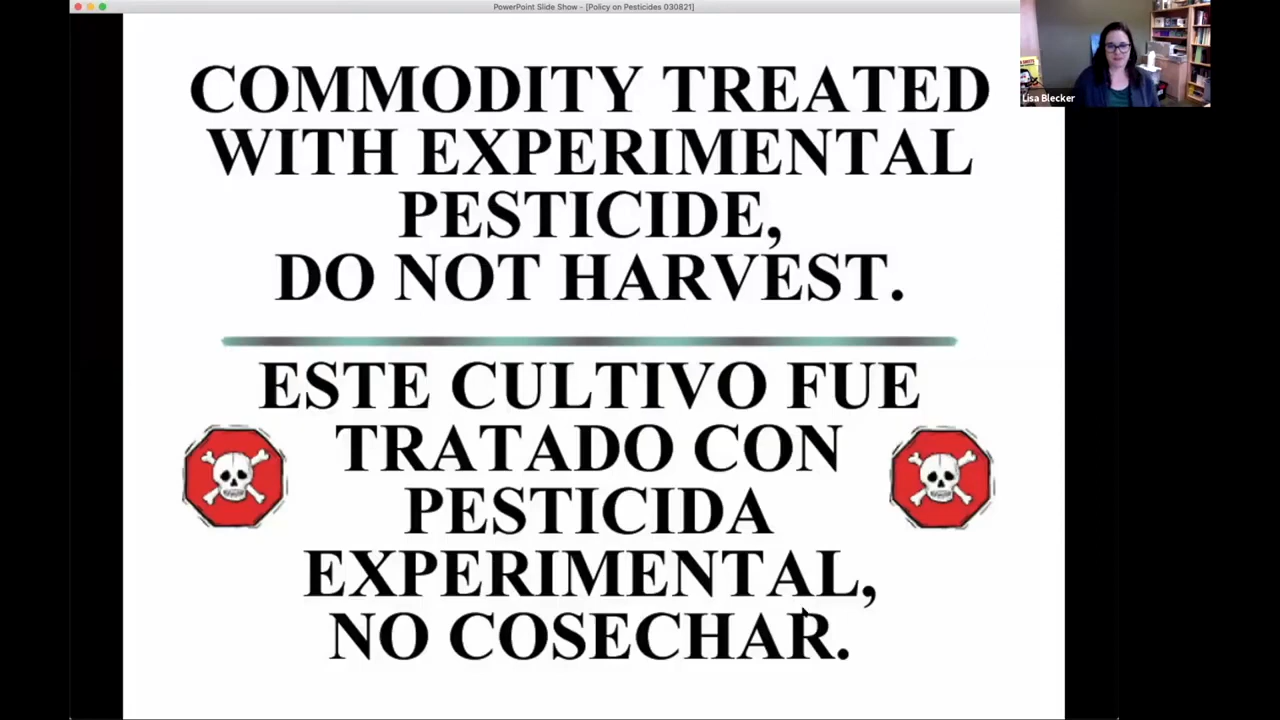 PowerPoint Slide Show - [Policy on Pesticides 030821]
COMMODITY TREATED
WITH EXPERIMENTAL
PESTICIDE,
DO NOT HARVEST.
ESTE CULTIVO FUE
TRATADO CON
PESTICIDA
EXPERIMENTAL,
NO COSECHAR.
Lisa Blecker